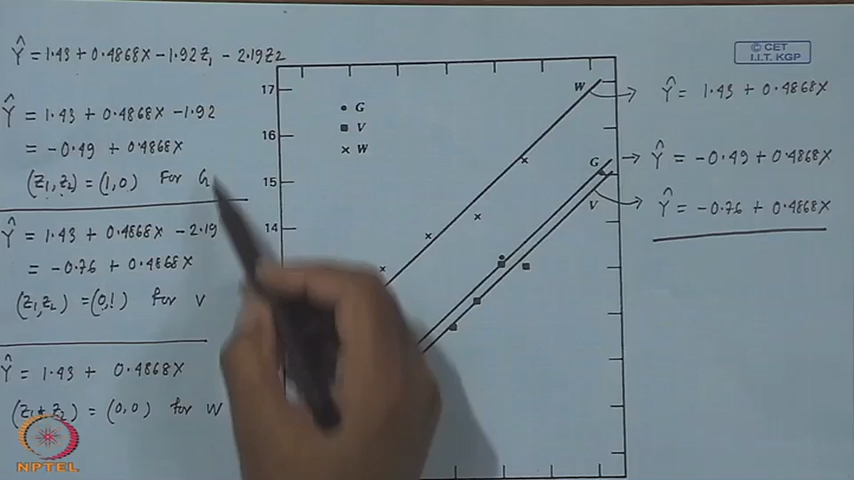 Ŷ = 1.43 + 0.4868X - 1.92Z₁ - 2.19Z₂
Ŷ = 1.43 + 0.4868X - 1.92
= -0.49 + 0.4868X
(Z₁, Z₂) = (1, 0) For G
Ŷ = 1.43 + 0.4868X - 2.19
= -0.76 + 0.4868X
(Z₁, Z₂) = (0, 1) for V
Ŷ = 1.43 + 0.4868X
(Z₁, Z₂) = (0, 0) for W
17
16
15
14
G
V
W
W
G
V
© CET
I.I.T. KGP
Ŷ = 1.43 + 0.4868X
Ŷ = -0.49 + 0.4868X
Ŷ = -0.76 + 0.4868X
NPTEL